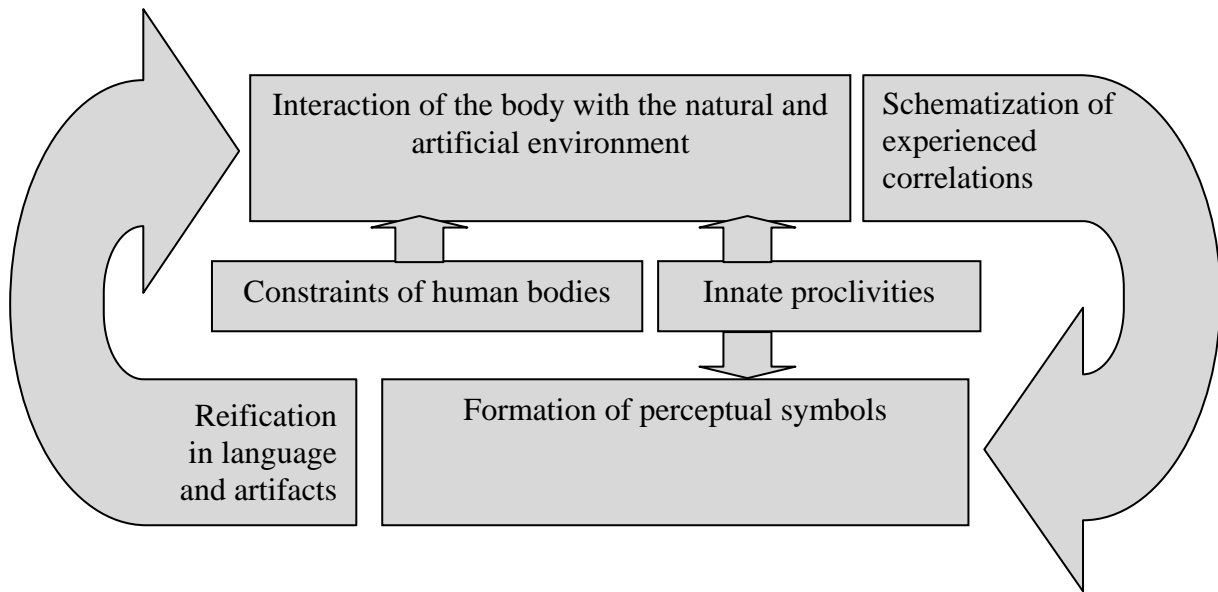 Interaction of the body with the natural and
artificial environment
Schematization of
experienced
correlations
Constraints of human bodies
Innate proclivities
Reification
in language
and artifacts
Formation of perceptual symbols